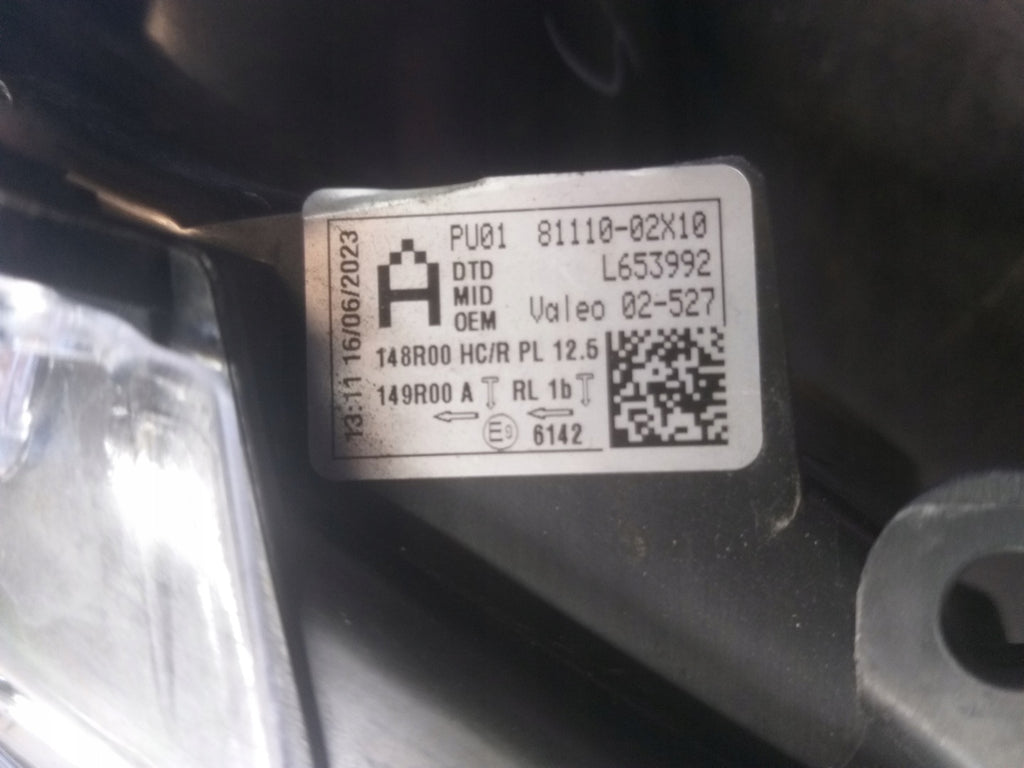 13:11 16/06/2023
A
PU01 81110-02X10
DTD L653992
MID
OEM Valeo 02-527
148R00 HC/R PL 12.5
149R00 A RL 1b
E9 6142